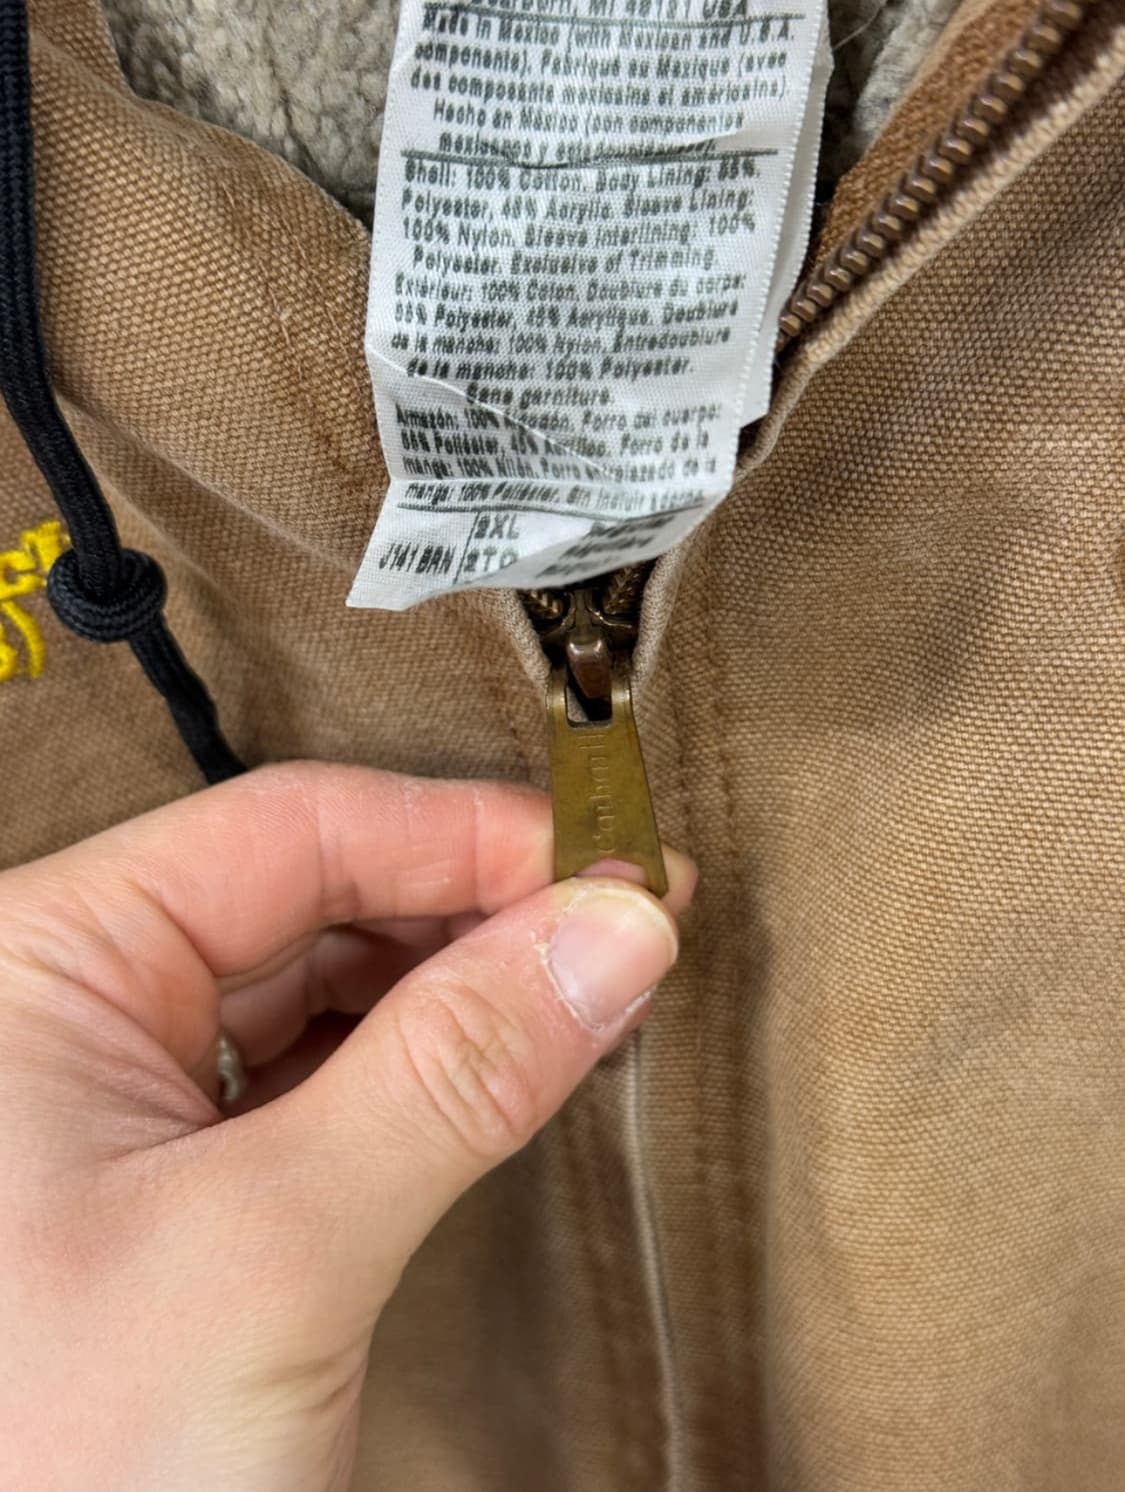 Dearborn, MI 48121 USA
Made in Mexico (with Mexican and U.S.A.
components). Fabriqué au Mexique (avec
des composants mexicains et américains).
Hecho en México (con componentes
mexicanos y
Shell: 100% Cotton. Body Lining: 55%
Polyester, 45% Acrylic. Sleeve Lining:
100% Nylon. Sleeve Interlining: 100%
Polyester. Exclusive of Trimming.
Extérieur: 100% Coton. Doublure du corps:
55% Polyester, 45% Acrylique. Doublure
de la manche: 100% Nylon. Entredoublure
de la manche: 100% Polyester.
Sans garniture.
Armazón: 100% Algodón. Forro del cuerpo:
55% Poliéster, 45% Acrílico. Forro de la
manga: 100% Nilón. Forro entrelazado de la
manga: 100% Poliéster. Sin incluir
J141 BRN
2XL
2TG
carhartt